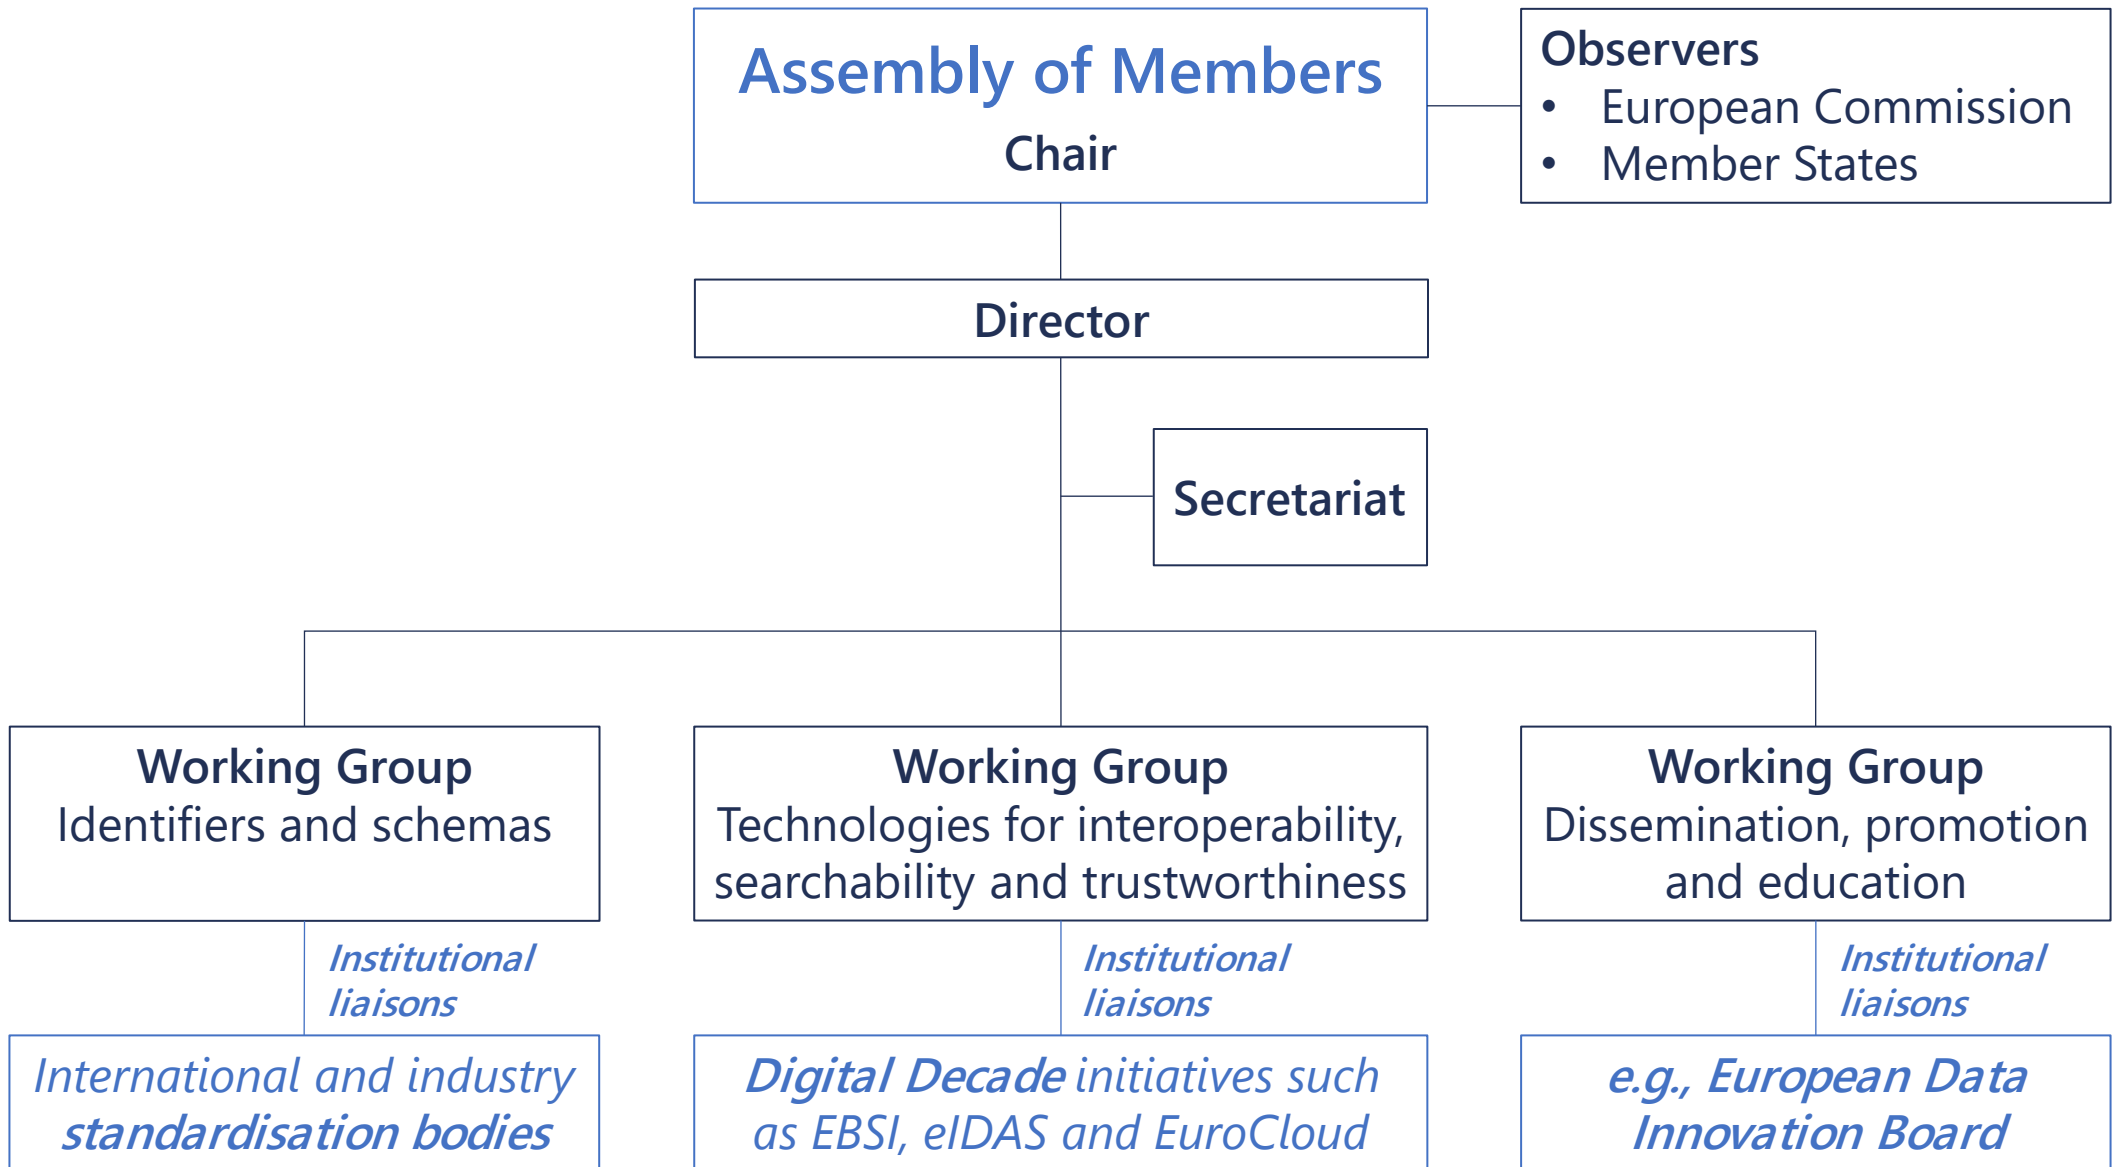 Assembly of Members
Chair
Observers
• European Commission
• Member States
Director
Secretariat
Working Group
Identifiers and schemas
Working Group
Technologies for interoperability,
searchability and trustworthiness
Working Group
Dissemination, promotion
and education
Institutional
liaisons
Institutional
liaisons
Institutional
liaisons
International and industry
standardisation bodies
Digital Decade initiatives such
as EBSI, eIDAS and EuroCloud
e.g., European Data
Innovation Board